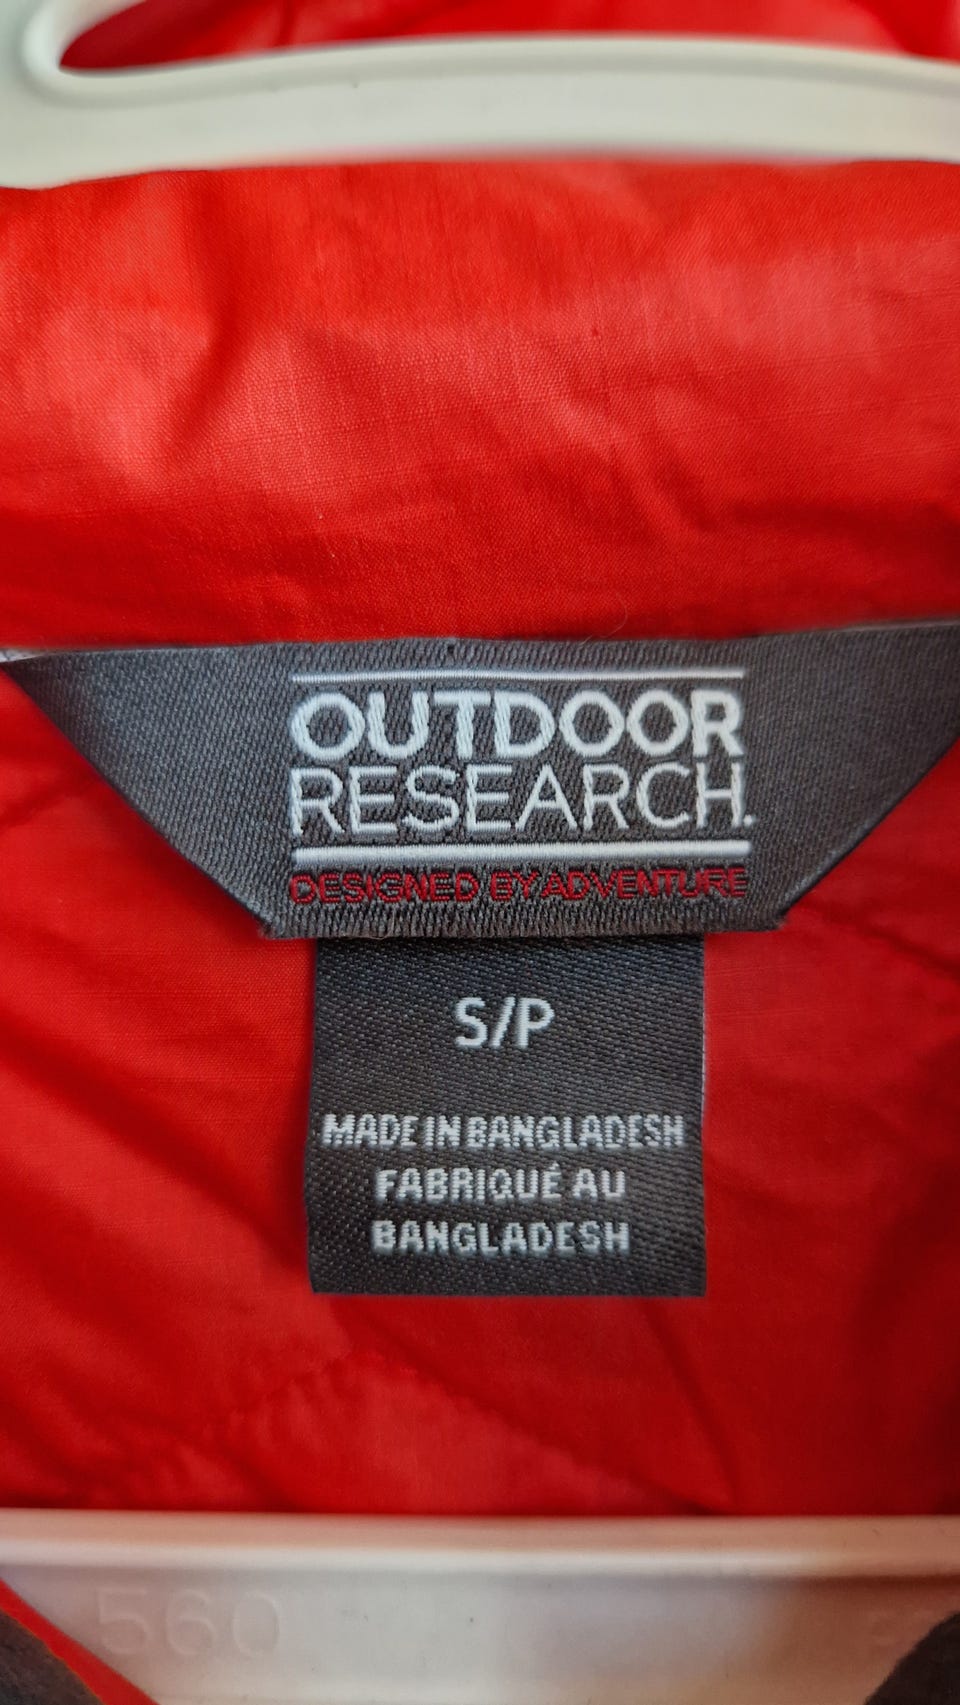 OUTDOOR
RESEARCH.
DESIGNED BY ADVENTURE
S/P
MADE IN BANGLADESH
FABRIQUÉ AU
BANGLADESH
560